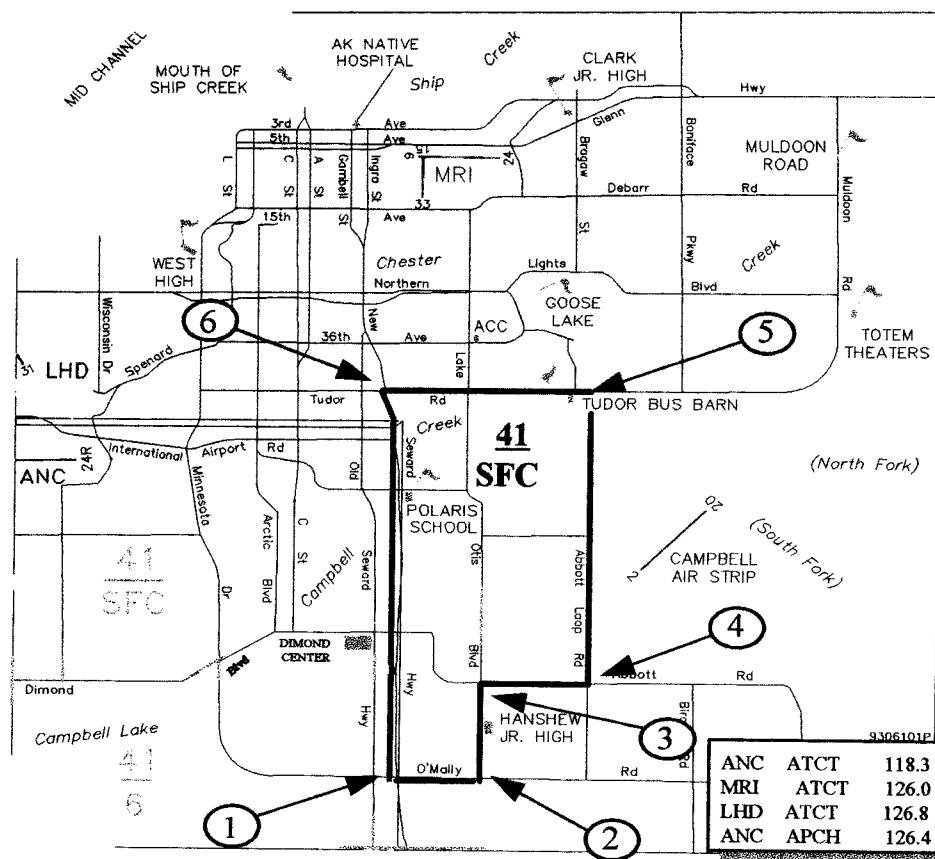 MID CHANNEL
MOUTH OF
SHIP CREEK
AK NATIVE
HOSPITAL
Ship
Creek
CLARK
JR. HIGH
Hwy
Glenn
3rd
Ave
5th
Ave
L St
C St
A St
Gambell St
Ingra St
15
6
24
33
MRI
Bragaw
St
Boniface
Pkwy
MULDOON
ROAD
Muldoon
Rd
Debarr
Rd
15th
Ave
WEST
HIGH
Chester
Creek
Northern
Lights
Blvd
GOOSE
LAKE
6
New
ACC
5
36th
Ave
Lake
TOTEM
THEATERS
Wisconsin Dr
Spenard
31
LHD
Tudor
Rd
TUDOR BUS BARN
Creek
41
SFC
International
Airport
Rd
24R
ANC
Seward
Old
(North Fork)
Minnesota
Dr
Arctic
Blvd
C St
Campbell
Seward
POLARIS
SCHOOL
Otis
Blvd
Abbott
Loop
Rd
20
2
(South Fork)
CAMPBELL
AIR STRIP
41
SFC
4
DIMOND
CENTER
Blvd
Dimond
Abbott
Rd
Hwy
Hwy
Campbell Lake
HANSHEW
JR. HIGH
3
Rd
9306101P
41
6
O'Mally
Rd
1
2
ANC ATCT 118.3
MRI ATCT 126.0
LHD ATCT 126.8
ANC APCH 126.4